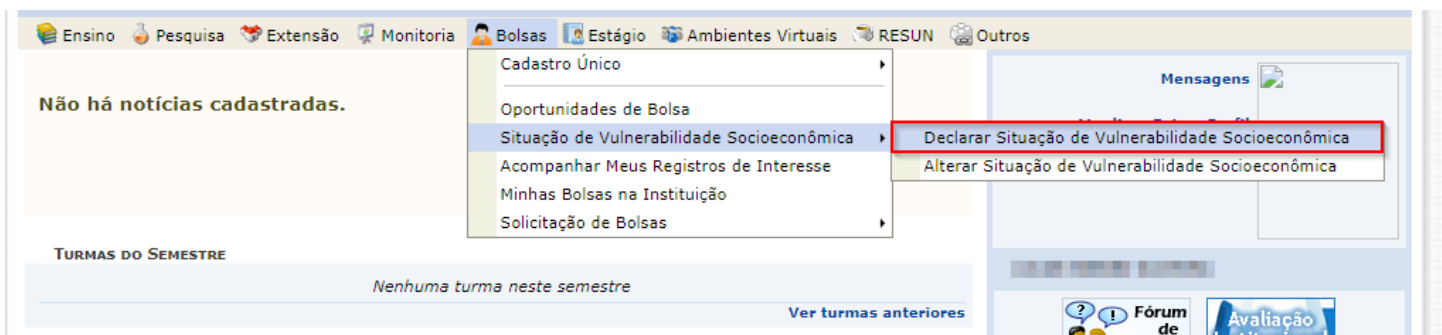 Ensino Pesquisa Extensão Monitoria Bolsas Estágio Ambientes Virtuais RESUN Outros
Cadastro Único
Mensagens
Não há notícias cadastradas.
Oportunidades de Bolsa
Situação de Vulnerabilidade Socioeconômica
Declarar Situação de Vulnerabilidade Socioeconômica
Acompanhar Meus Registros de Interesse
Alterar Situação de Vulnerabilidade Socioeconômica
Minhas Bolsas na Instituição
Solicitação de Bolsas
TURMAS DO SEMESTRE
Nenhuma turma neste semestre
Ver turmas anteriores
Fórum
de
Avaliação